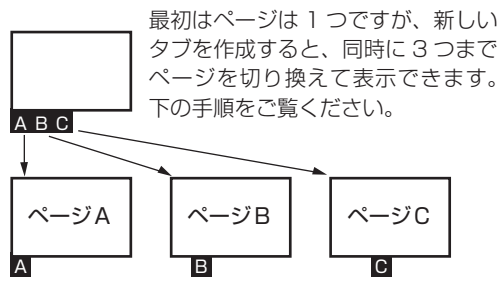 最初はページは 1 つですが、新しい
タブを作成すると、同時に 3 つまで
ページを切り換えて表示できます。
下の手順をご覧ください。
A B C
ページA
ページB
ページC
A
B
C